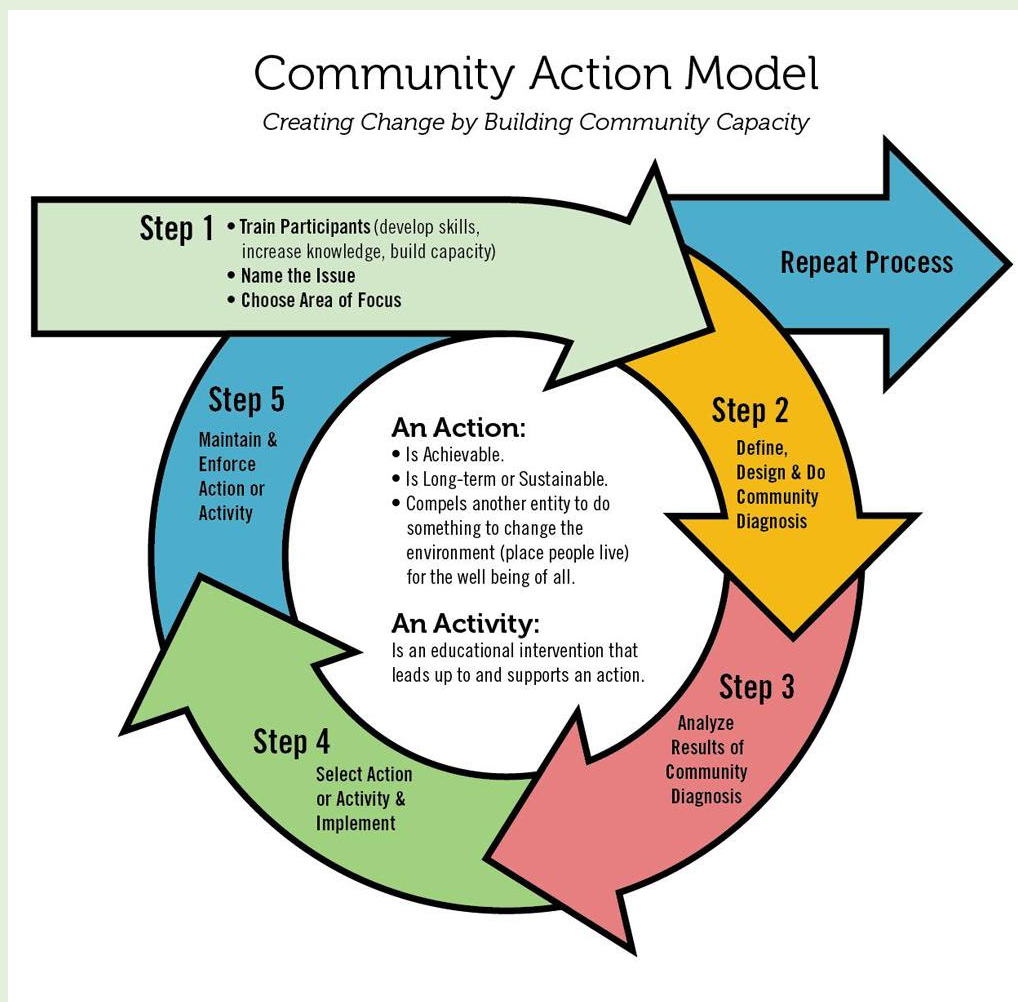 Community Action Model
Creating Change by Building Community Capacity
Step 1
• Train Participants (develop skills,
increase knowledge, build capacity)
• Name the Issue
• Choose Area of Focus
Repeat Process
Step 2
Define,
Design & Do
Community
Diagnosis
Step 3
Analyze
Results of
Community
Diagnosis
Step 4
Select Action
or Activity &
Implement
Step 5
Maintain &
Enforce
Action or
Activity
An Action:
• Is Achievable.
• Is Long-term or Sustainable.
• Compels another entity to do
something to change the
environment (place people live)
for the well being of all.
An Activity:
Is an educational intervention that
leads up to and supports an action.